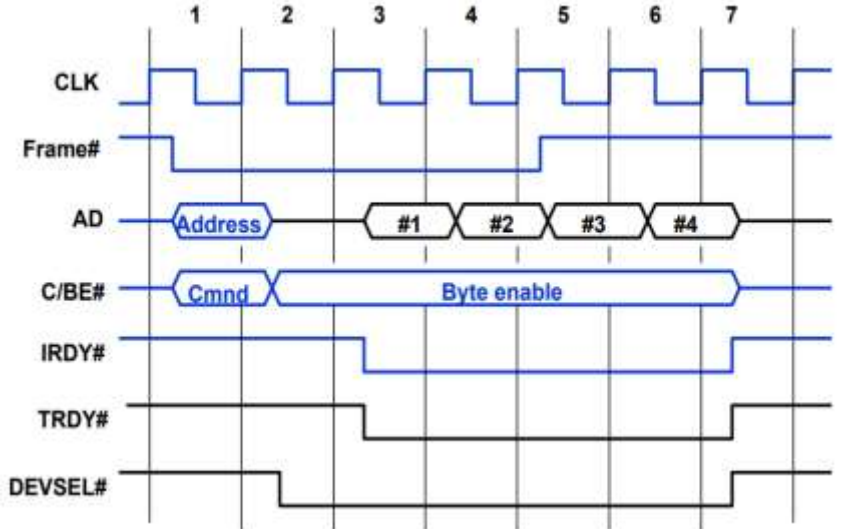 1 2 3 4 5 6 7
CLK
Frame#
AD Address #1 #2 #3 #4
C/BE# Cmnd Byte enable
IRDY#
TRDY#
DEVSEL#